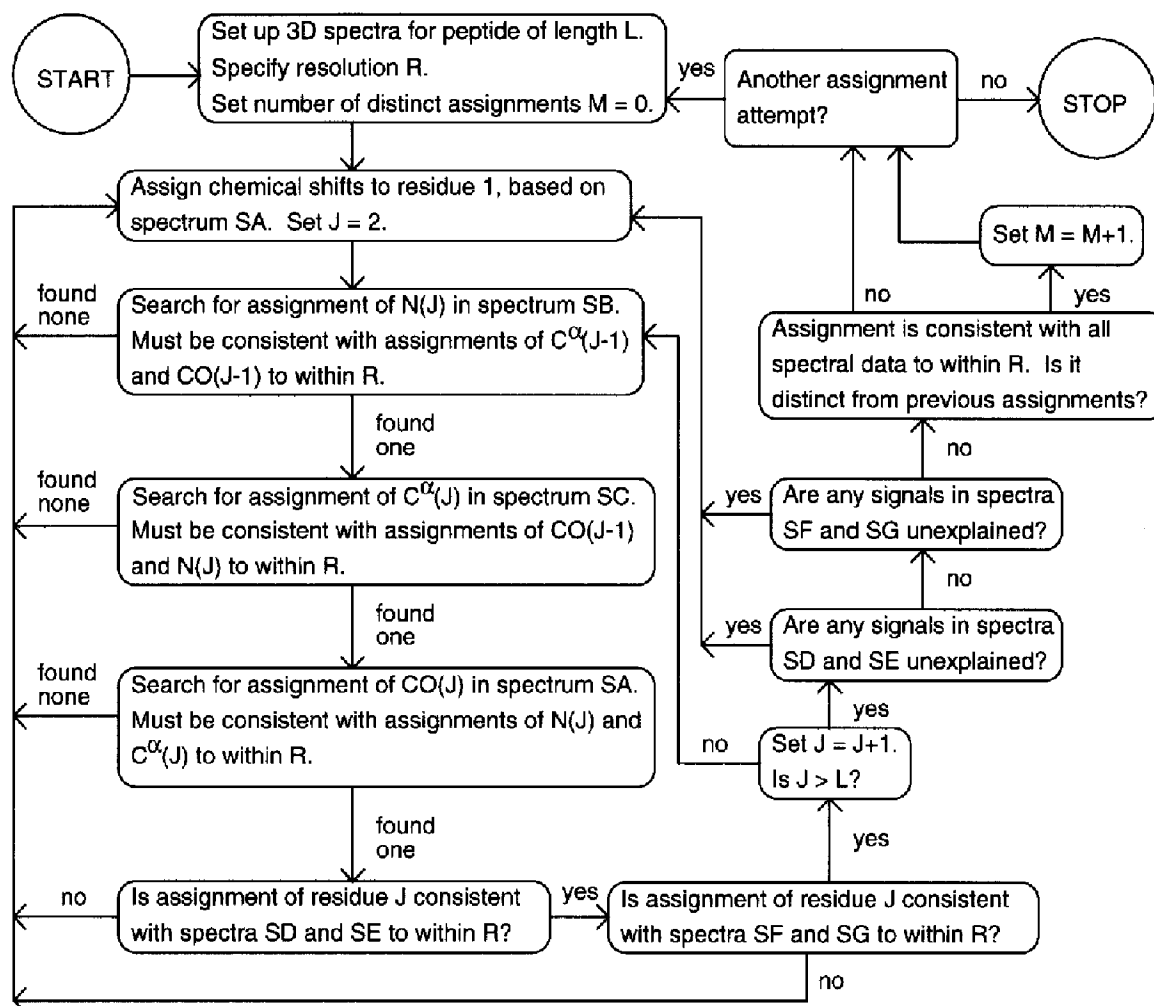 START
Set up 3D spectra for peptide of length L.
Specify resolution R.
Set number of distinct assignments M = 0.
yes
Another assignment
attempt?
no
STOP
Assign chemical shifts to residue 1, based on
spectrum SA. Set J = 2.
Set M = M+1.
no
yes
found
none
Search for assignment of N(J) in spectrum SB.
Must be consistent with assignments of Cα(J-1)
and CO(J-1) to within R.
Assignment is consistent with all
spectral data to within R. Is it
distinct from previous assignments?
found
one
no
found
none
Search for assignment of Cα(J) in spectrum SC.
Must be consistent with assignments of CO(J-1)
and N(J) to within R.
yes
Are any signals in spectra
SF and SG unexplained?
no
found
one
yes
Are any signals in spectra
SD and SE unexplained?
found
none
Search for assignment of CO(J) in spectrum SA.
Must be consistent with assignments of N(J) and
Cα(J) to within R.
yes
no
Set J = J+1.
Is J > L?
found
one
yes
no
Is assignment of residue J consistent
with spectra SD and SE to within R?
yes
Is assignment of residue J consistent
with spectra SF and SG to within R?
no